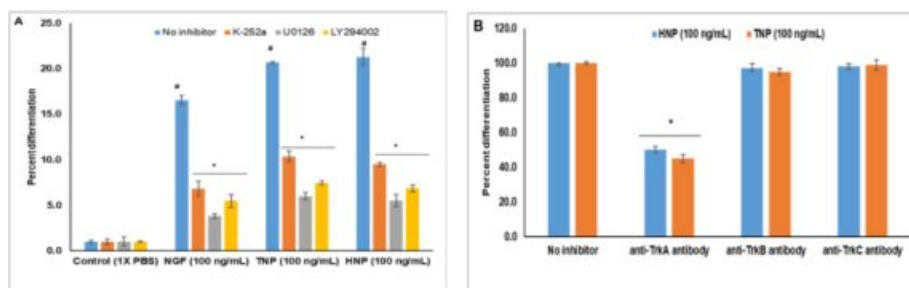 A
No inhibitor K-252a U0126 LY294002
Percent differentiation
25.0
20.0
15.0
10.0
5.0
0.0
# # #
* * *
Control (1X PBS) NGF (100 ng/mL) TNP (100 ng/mL) HNP (100 ng/mL)
B
HNP (100 ng/mL) TNP (100 ng/mL)
Percent differentiation
120.0
100.0
80.0
60.0
40.0
20.0
0.0
*
No inhibitor anti-TrkA antibody anti-TrkB antibody anti-TrkC antibody